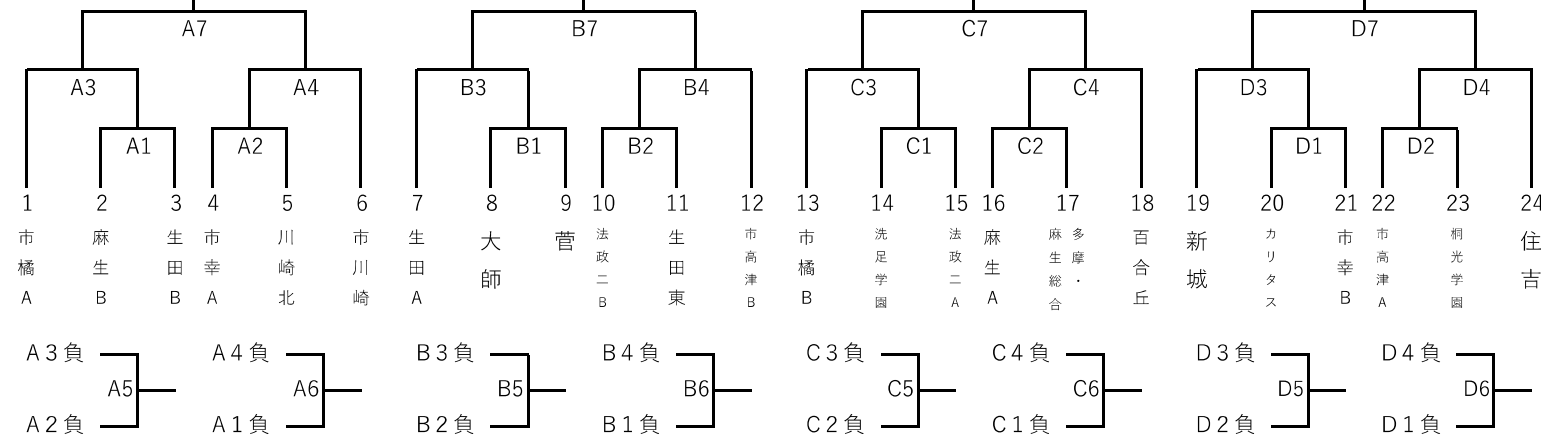 A7 B7 C7 D7
A3 A4 B3 B4 C3 C4 D3 D4
A1 A2 B1 B2 C1 C2 D1 D2
1 2 3 4 5 6 7 8 9 10 11 12 13 14 15 16 17 18 19 20 21 22 23 24
市橘A
麻生B
生田B
市幸A
川崎北
市川崎
生田A
大師
菅
法政二B
生田東
市高津B
市橘B
洗足学園
法政二A
麻生A
多摩・
麻生総合
百合丘
新城
カリタス
市幸B
市高津A
桐光学園
住吉
A3負 A4負 B3負 B4負 C3負 C4負 D3負 D4負
A5 A6 B5 B6 C5 C6 D5 D6
A2負 A1負 B2負 B1負 C2負 C1負 D2負 D1負